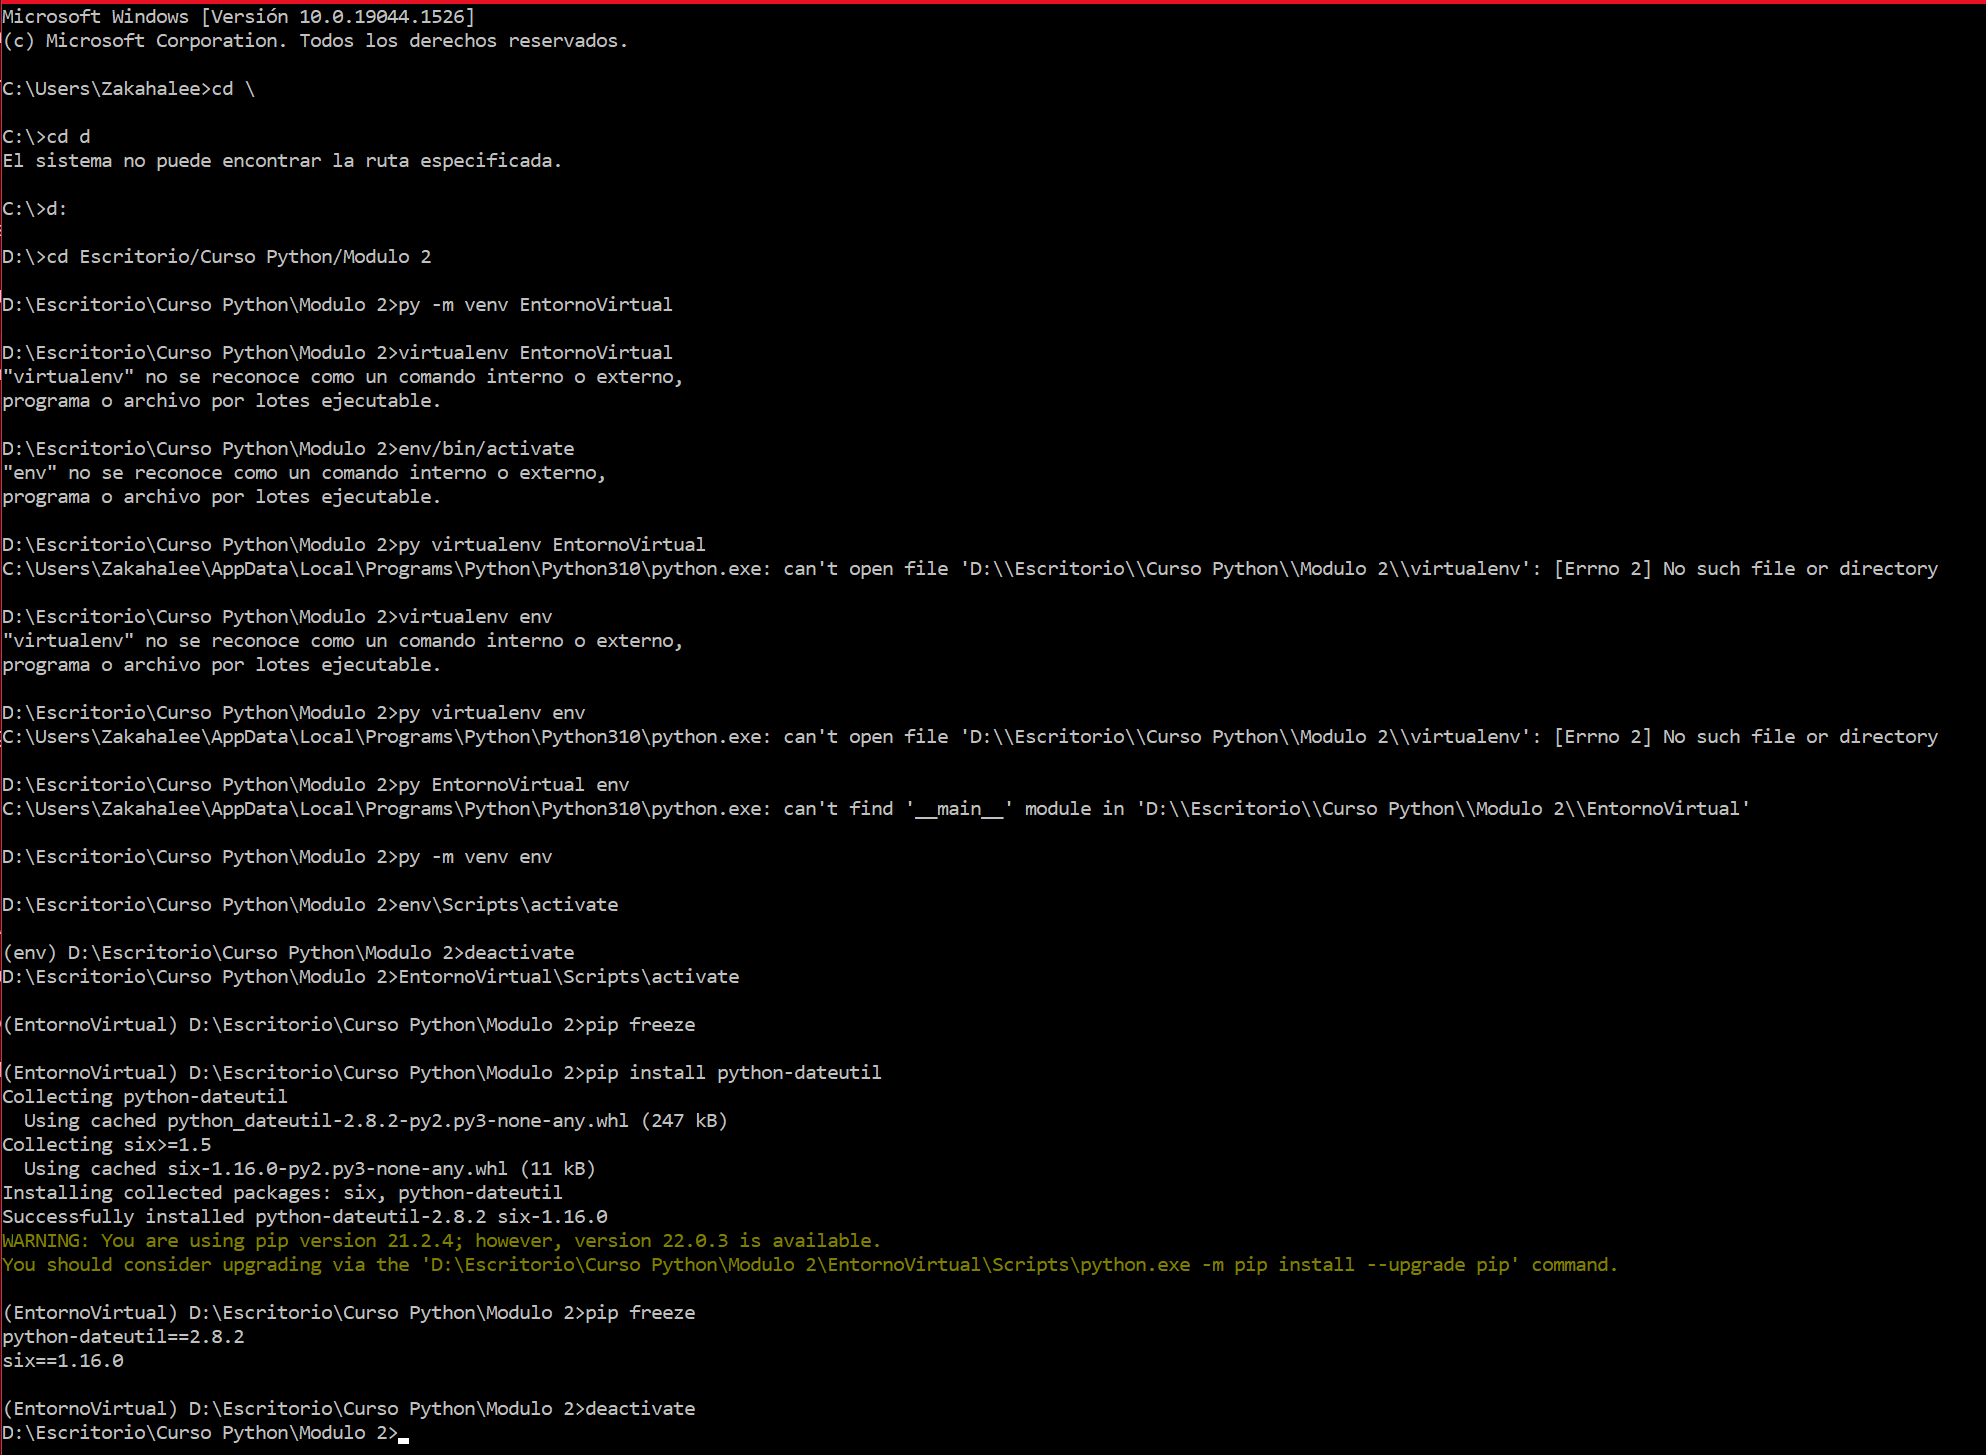 Microsoft Windows [Versión 10.0.19044.1526]
(c) Microsoft Corporation. Todos los derechos reservados.
C:\Users\Zakahalee>cd \
C:\>cd d
El sistema no puede encontrar la ruta especificada.
C:\>d:
D:\>cd Escritorio/Curso Python/Modulo 2
D:\Escritorio\Curso Python\Modulo 2>py -m venv EntornoVirtual
D:\Escritorio\Curso Python\Modulo 2>virtualenv EntornoVirtual
"virtualenv" no se reconoce como un comando interno o externo,
programa o archivo por lotes ejecutable.
D:\Escritorio\Curso Python\Modulo 2>env/bin/activate
"env" no se reconoce como un comando interno o externo,
programa o archivo por lotes ejecutable.
D:\Escritorio\Curso Python\Modulo 2>py virtualenv EntornoVirtual
C:\Users\Zakahalee\AppData\Local\Programs\Python\Python310\python.exe: can't open file 'D:\\Escritorio\\Curso Python\\Modulo 2\\virtualenv': [Errno 2] No such file or directory
D:\Escritorio\Curso Python\Modulo 2>virtualenv env
"virtualenv" no se reconoce como un comando interno o externo,
programa o archivo por lotes ejecutable.
D:\Escritorio\Curso Python\Modulo 2>py virtualenv env
C:\Users\Zakahalee\AppData\Local\Programs\Python\Python310\python.exe: can't open file 'D:\\Escritorio\\Curso Python\\Modulo 2\\virtualenv': [Errno 2] No such file or directory
D:\Escritorio\Curso Python\Modulo 2>py EntornoVirtual env
C:\Users\Zakahalee\AppData\Local\Programs\Python\Python310\python.exe: can't find '__main__' module in 'D:\\Escritorio\\Curso Python\\Modulo 2\\EntornoVirtual'
D:\Escritorio\Curso Python\Modulo 2>py -m venv env
D:\Escritorio\Curso Python\Modulo 2>env\Scripts\activate
(env) D:\Escritorio\Curso Python\Modulo 2>deactivate
D:\Escritorio\Curso Python\Modulo 2>EntornoVirtual\Scripts\activate
(EntornoVirtual) D:\Escritorio\Curso Python\Modulo 2>pip freeze
(EntornoVirtual) D:\Escritorio\Curso Python\Modulo 2>pip install python-dateutil
Collecting python-dateutil
  Using cached python_dateutil-2.8.2-py2.py3-none-any.whl (247 kB)
Collecting six>=1.5
  Using cached six-1.16.0-py2.py3-none-any.whl (11 kB)
Installing collected packages: six, python-dateutil
Successfully installed python-dateutil-2.8.2 six-1.16.0
WARNING: You are using pip version 21.2.4; however, version 22.0.3 is available.
You should consider upgrading via the 'D:\Escritorio\Curso Python\Modulo 2\EntornoVirtual\Scripts\python.exe -m pip install --upgrade pip' command.
(EntornoVirtual) D:\Escritorio\Curso Python\Modulo 2>pip freeze
python-dateutil==2.8.2
six==1.16.0
(EntornoVirtual) D:\Escritorio\Curso Python\Modulo 2>deactivate
D:\Escritorio\Curso Python\Modulo 2>